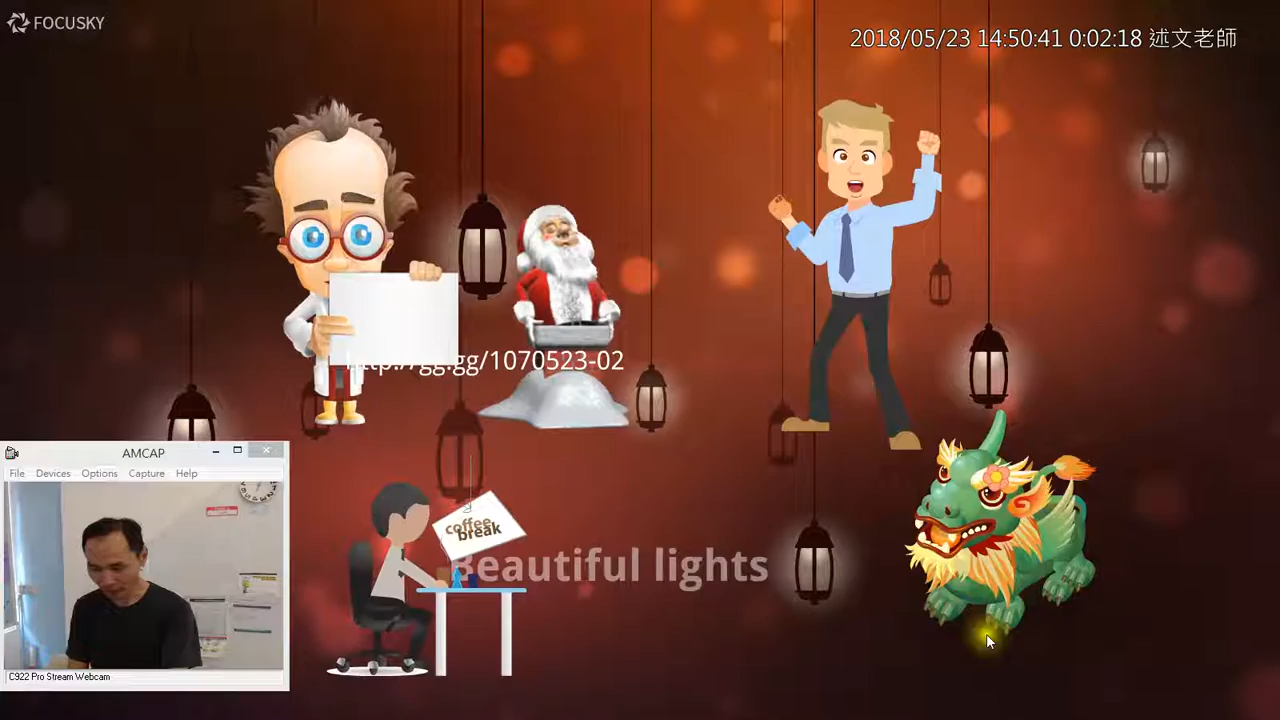 FOCUSKY
2018/05/23 14:50:41 0:02:18 述文老師
http://gg.gg/1070523-02
AMCAP
File Devices Options Capture Help
coffee
break
Beautiful lights
C922 Pro Stream Webcam